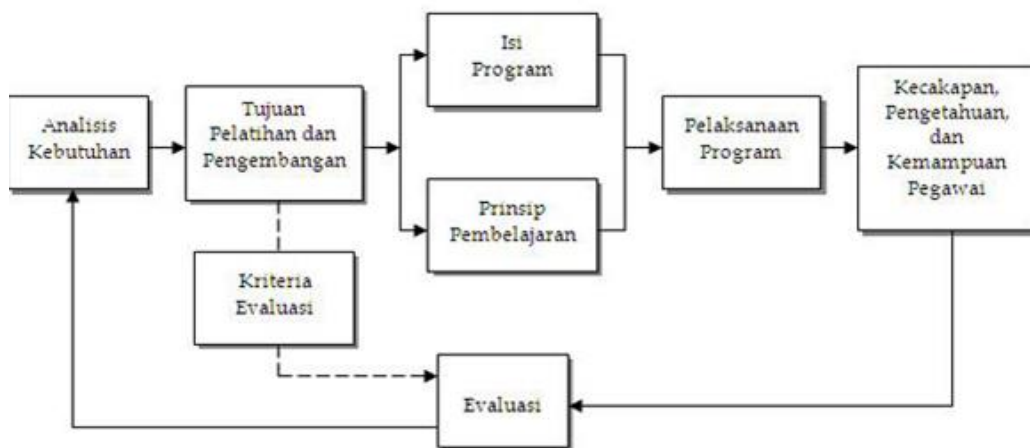 Analisis
Kebutuhan
Tujuan
Pelatihan dan
Pengembangan
Isi
Program
Prinsip
Pembelajaran
Pelaksanaan
Program
Kecakapan,
Pengetahuan,
dan
Kemampuan
Pegawai
Kriteria
Evaluasi
Evaluasi